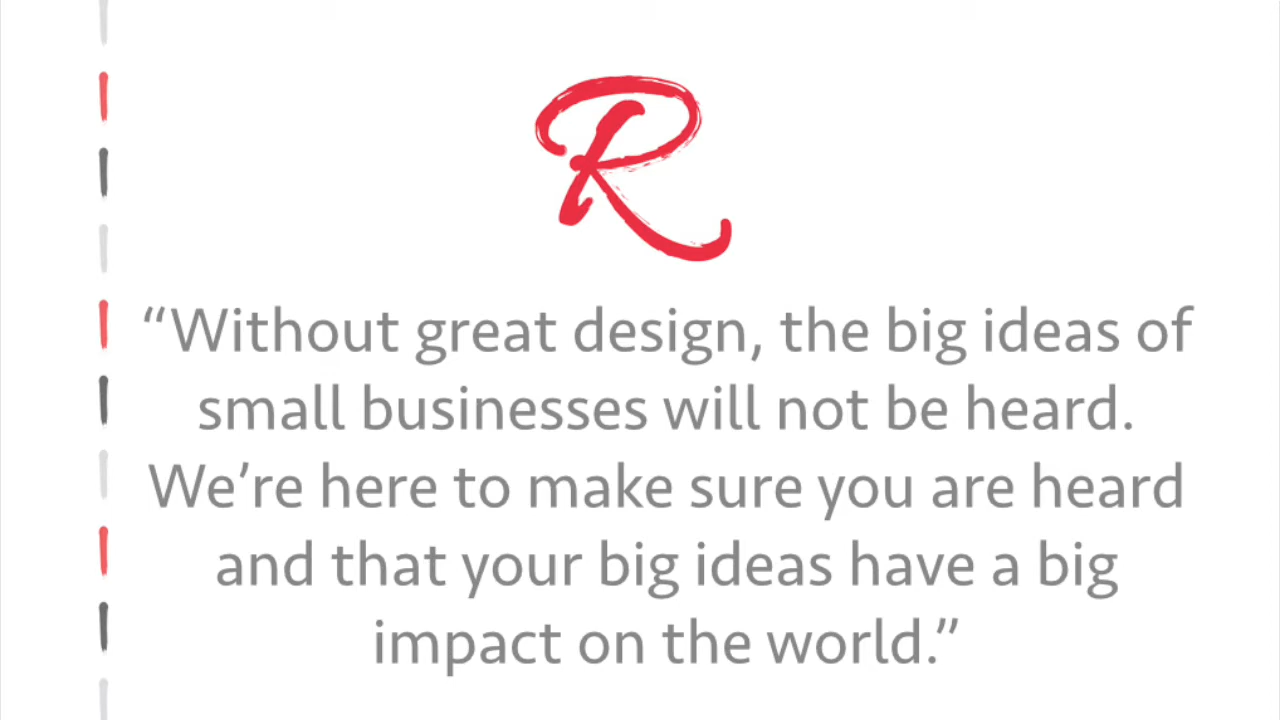 R
“Without great design, the big ideas of
small businesses will not be heard.
We’re here to make sure you are heard
and that your big ideas have a big
impact on the world.”